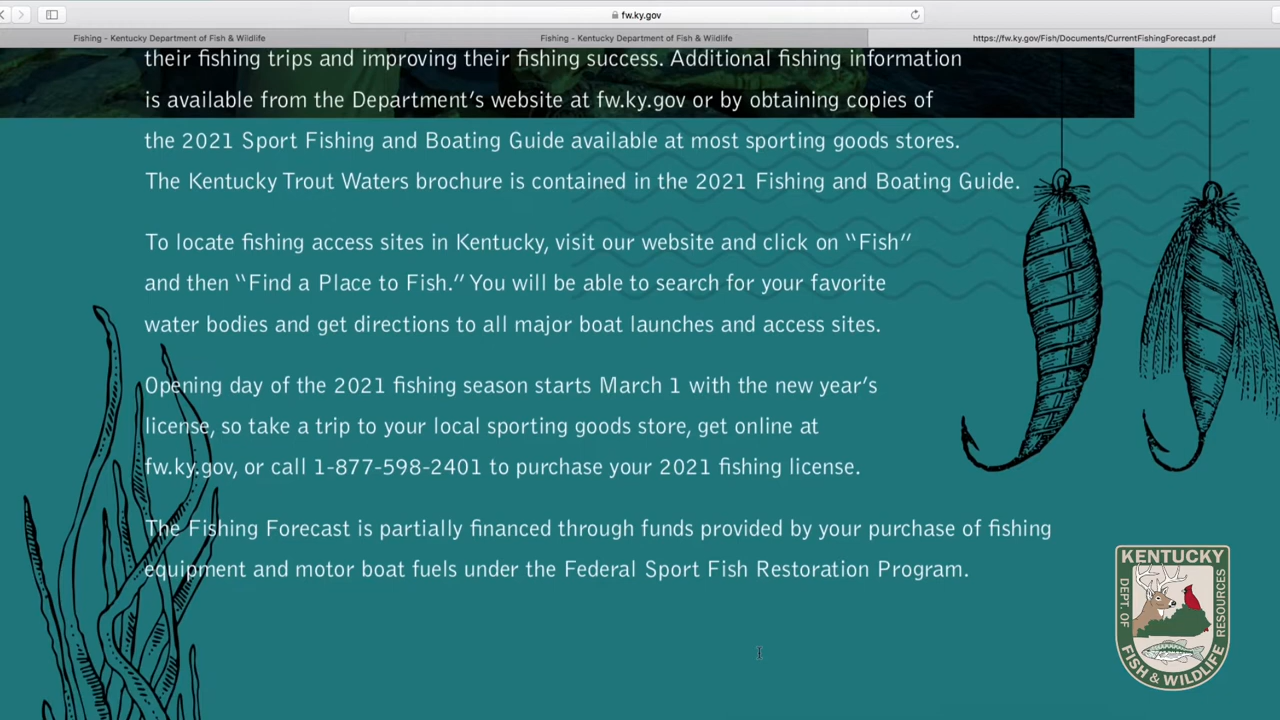 fw.ky.gov
Fishing - Kentucky Department of Fish & Wildlife
Fishing - Kentucky Department of Fish & Wildlife
https://fw.ky.gov/Fish/Documents/CurrentFishingForecast.pdf
their fishing trips and improving their fishing success. Additional fishing information
is available from the Department's website at fw.ky.gov or by obtaining copies of
the 2021 Sport Fishing and Boating Guide available at most sporting goods stores.
The Kentucky Trout Waters brochure is contained in the 2021 Fishing and Boating Guide.
To locate fishing access sites in Kentucky, visit our website and click on “Fish”
and then “Find a Place to Fish.” You will be able to search for your favorite
water bodies and get directions to all major boat launches and access sites.
Opening day of the 2021 fishing season starts March 1 with the new year's
license, so take a trip to your local sporting goods store, get online at
fw.ky.gov, or call 1-877-598-2401 to purchase your 2021 fishing license.
The Fishing Forecast is partially financed through funds provided by your purchase of fishing
equipment and motor boat fuels under the Federal Sport Fish Restoration Program.
KENTUCKY
DEPT. OF
FISH & WILDLIFE
RESOURCES